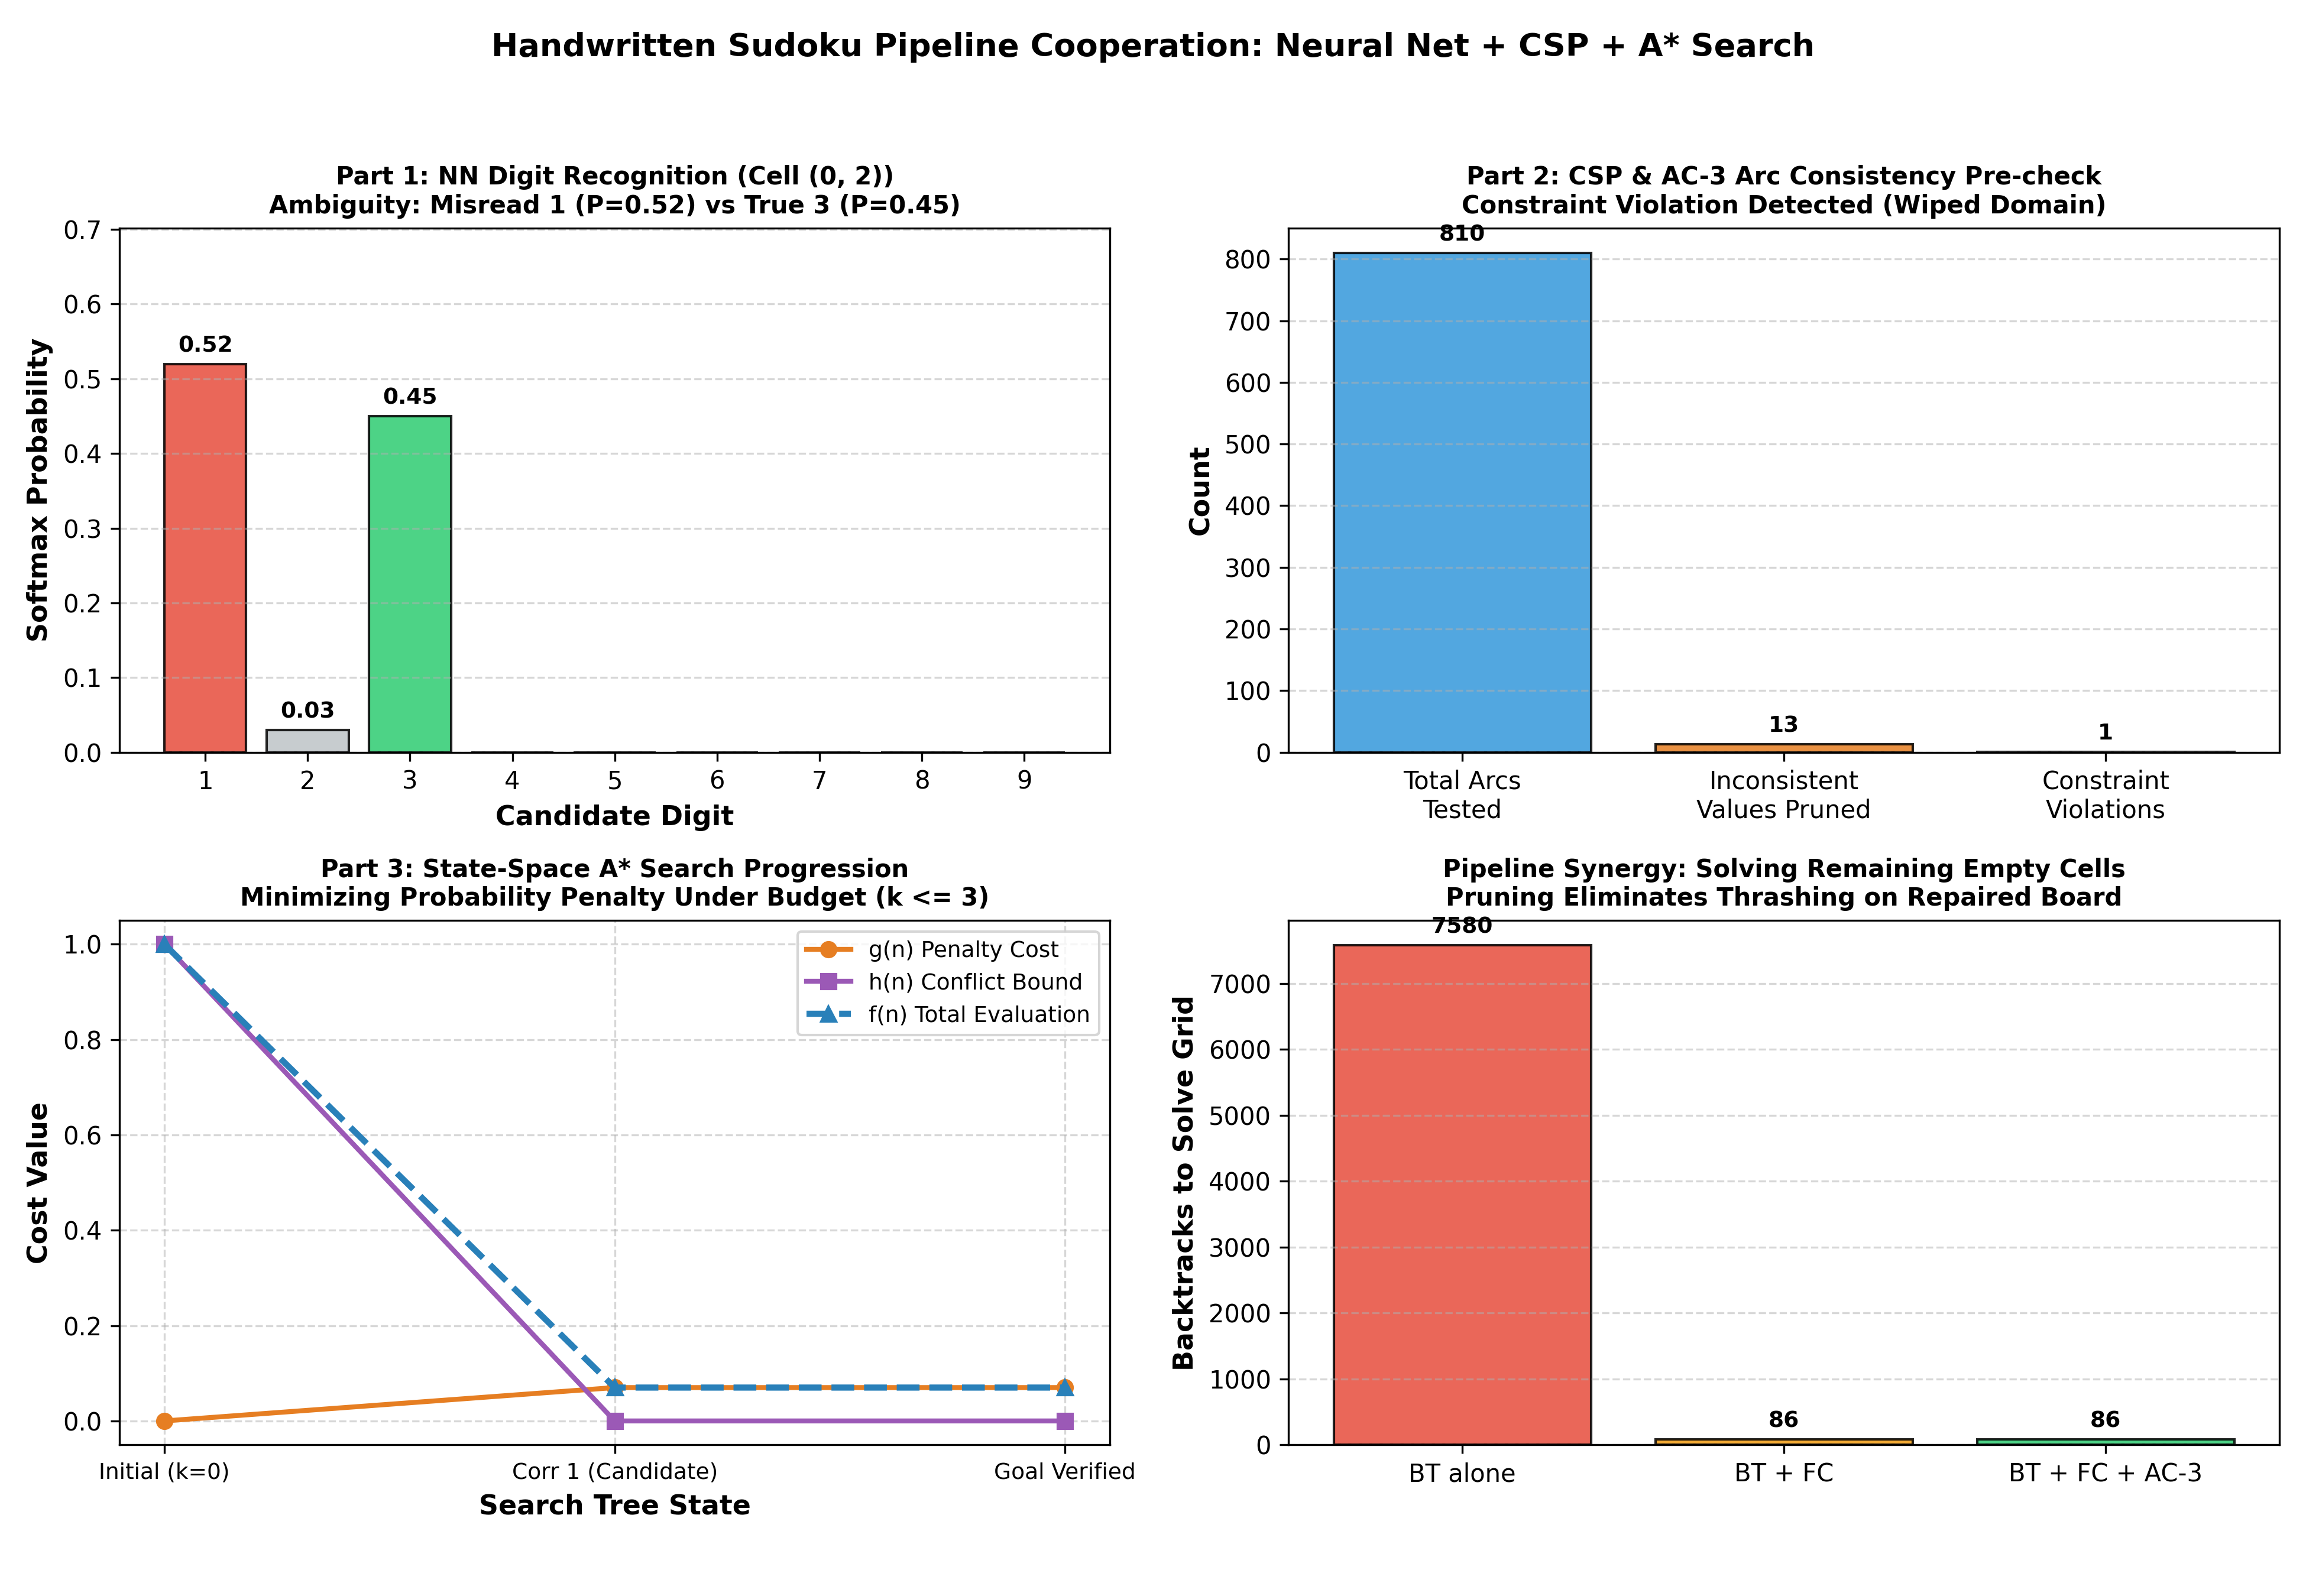 Handwritten Sudoku Pipeline Cooperation: Neural Net + CSP + A* Search
Part 1: NN Digit Recognition (Cell (0, 2))
Ambiguity: Misread 1 (P=0.52) vs True 3 (P=0.45)
Softmax Probability
0.7
0.6
0.5
0.4
0.3
0.2
0.1
0.0
0.52
0.03
0.45
1 2 3 4 5 6 7 8 9
Candidate Digit
Part 2: CSP & AC-3 Arc Consistency Pre-check
Constraint Violation Detected (Wiped Domain)
Count
800
700
600
500
400
300
200
100
0
810
13
1
Total Arcs
Tested
Inconsistent
Values Pruned
Constraint
Violations
Part 3: State-Space A* Search Progression
Minimizing Probability Penalty Under Budget (k <= 3)
Cost Value
1.0
0.8
0.6
0.4
0.2
0.0
g(n) Penalty Cost
h(n) Conflict Bound
f(n) Total Evaluation
Initial (k=0)
Corr 1 (Candidate)
Goal Verified
Search Tree State
Pipeline Synergy: Solving Remaining Empty Cells
Pruning Eliminates Thrashing on Repaired Board
Backtracks to Solve Grid
7000
6000
5000
4000
3000
2000
1000
0
7580
86
86
BT alone
BT + FC
BT + FC + AC-3